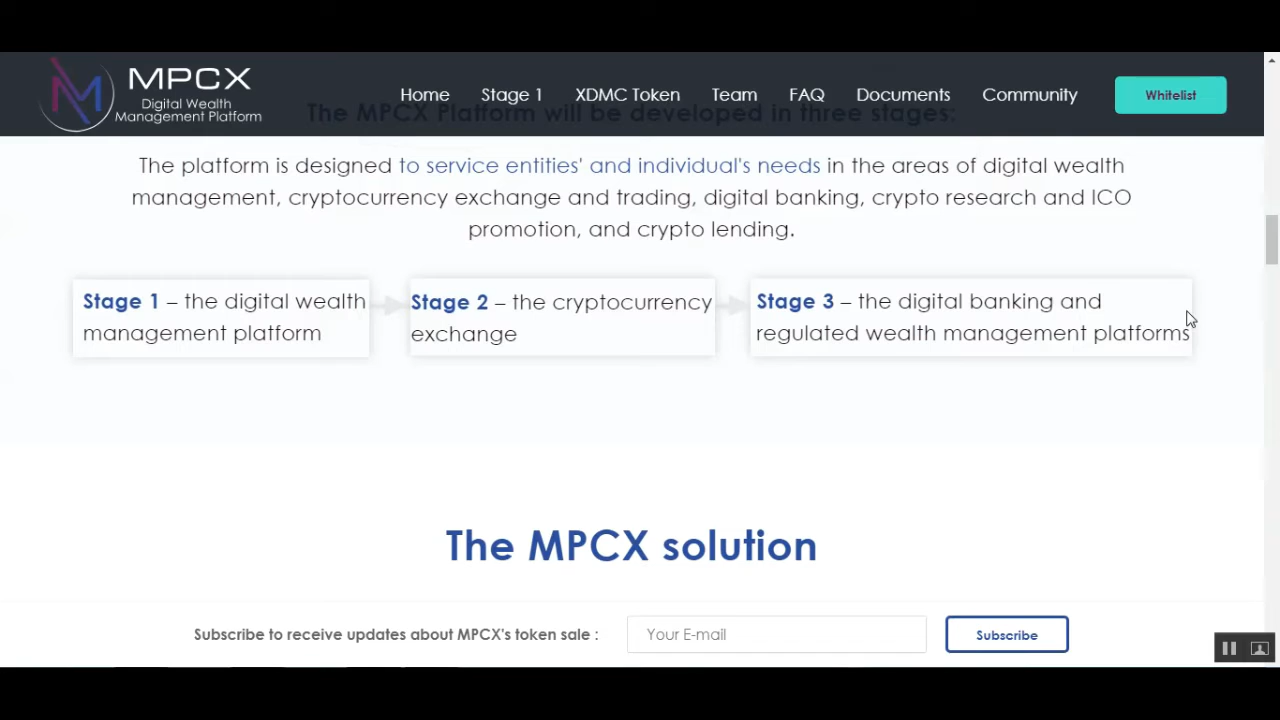 MPCX
Digital Wealth
Management Platform
Home
Stage 1
XDMC Token
Team
FAQ
Documents
Community
Whitelist
The MPCX Platform will be developed in three stages:
The platform is designed to service entities' and individual's needs in the areas of digital wealth
management, cryptocurrency exchange and trading, digital banking, crypto research and ICO
promotion, and crypto lending.
Stage 1 – the digital wealth
management platform
Stage 2 – the cryptocurrency
exchange
Stage 3 – the digital banking and
regulated wealth management platforms
The MPCX solution
Subscribe to receive updates about MPCX's token sale :
Your E-mail
Subscribe